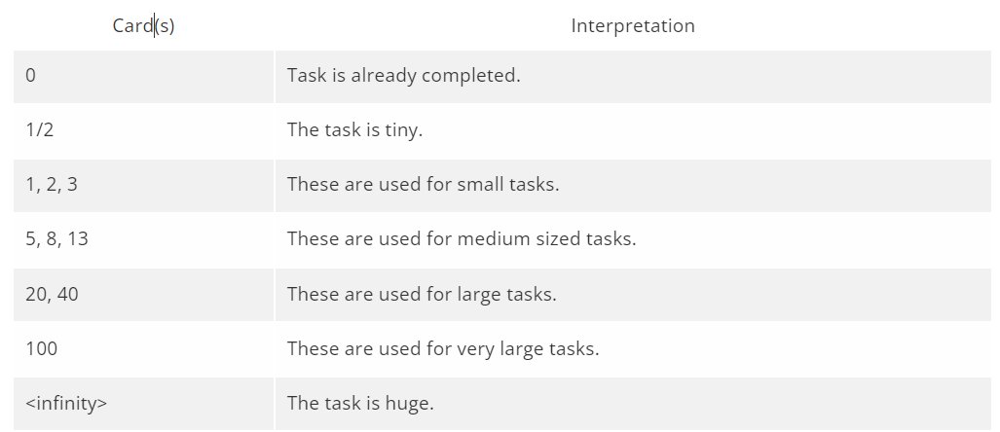 Card(s) Interpretation
0 Task is already completed.
1/2 The task is tiny.
1, 2, 3 These are used for small tasks.
5, 8, 13 These are used for medium sized tasks.
20, 40 These are used for large tasks.
100 These are used for very large tasks.
<infinity> The task is huge.